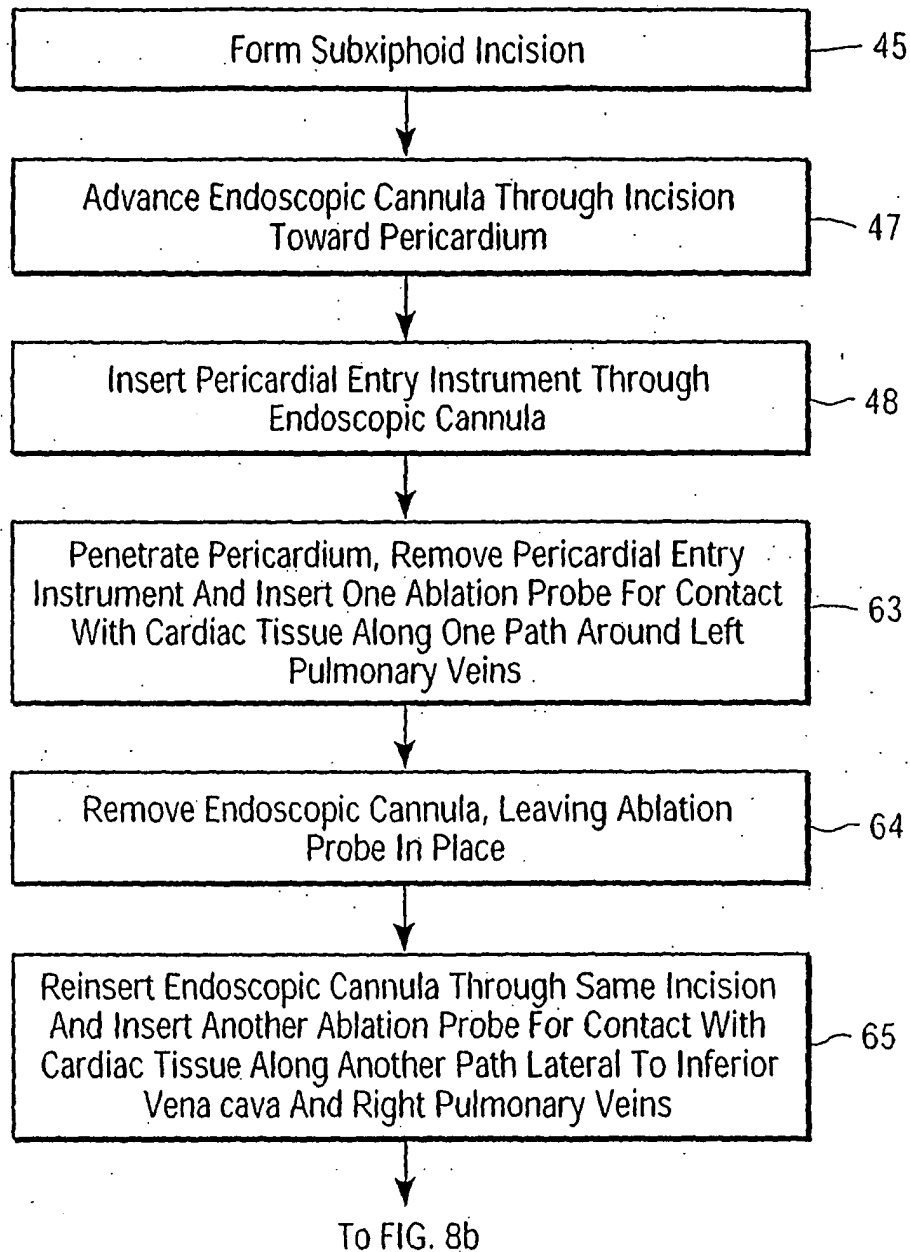 Form Subxiphoid Incision
45
Advance Endoscopic Cannula Through Incision
Toward Pericardium
47
Insert Pericardial Entry Instrument Through
Endoscopic Cannula
48
Penetrate Pericardium, Remove Pericardial Entry
Instrument And Insert One Ablation Probe For Contact
With Cardiac Tissue Along One Path Around Left
Pulmonary Veins
63
Remove Endoscopic Cannula, Leaving Ablation
Probe In Place
64
Reinsert Endoscopic Cannula Through Same Incision
And Insert Another Ablation Probe For Contact With
Cardiac Tissue Along Another Path Lateral To Inferior
Vena cava And Right Pulmonary Veins
65
To FIG. 8b